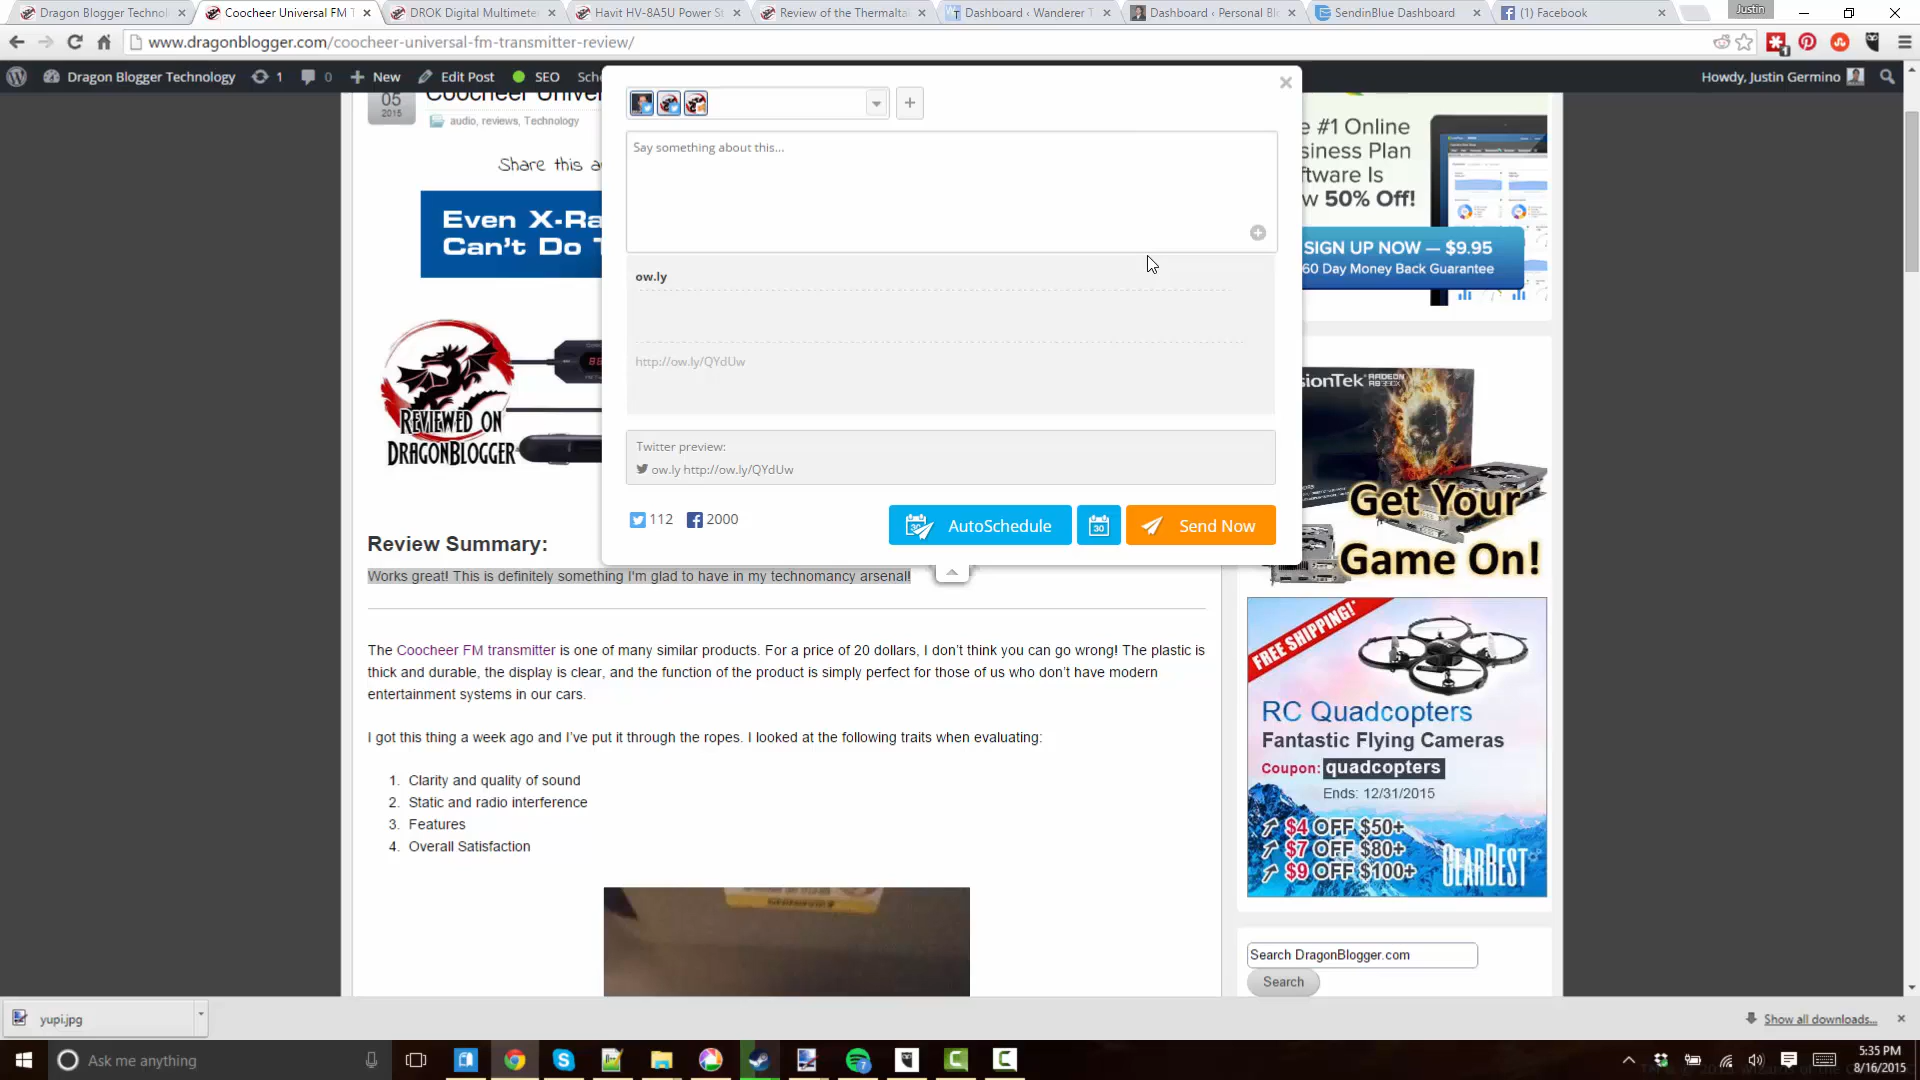 Dragon Blogger Technol
Coocheer Universal FM T
DROK Digital Multimete
Havit HV-8A5U Power St
Review of the Thermalta
Dashboard ‹ Wanderer T
Dashboard ‹ Personal Bl
SendinBlue Dashboard
(1) Facebook
Justin
www.dragonblogger.com/coocheer-universal-fm-transmitter-review/
Dragon Blogger Technology
1
0
New
Edit Post
SEO
Sche
Howdy, Justin Germino
05
2015
Coocheer Univer
audio, reviews, Technology
Share this a
Even X-Ra
Can't Do T
REVIEWED ON
DRAGONBLOGGER
Say something about this...
ow.ly
http://ow.ly/QYdUw
Twitter preview:
ow.ly http://ow.ly/QYdUw
112
2000
AutoSchedule
30
Send Now
e #1 Online
siness Plan
ftware Is
w 50% Off!
SIGN UP NOW — $9.95
60 Day Money Back Guarantee
Review Summary:
Works great! This is definitely something I'm glad to have in my technomancy arsenal!
The Coocheer FM transmitter is one of many similar products. For a price of 20 dollars, I don't think you can go wrong! The plastic is
thick and durable, the display is clear, and the function of the product is simply perfect for those of us who don't have modern
entertainment systems in our cars.
I got this thing a week ago and I've put it through the ropes. I looked at the following traits when evaluating:
1. Clarity and quality of sound
2. Static and radio interference
3. Features
4. Overall Satisfaction
sionTek
RADEON
Get Your
Game On!
FREE SHIPPING!*
RC Quadcopters
Fantastic Flying Cameras
Coupon: quadcopters
Ends: 12/31/2015
$4 OFF $50+
$7 OFF $80+
$9 OFF $100+
GEARBEST
Search DragonBlogger.com
Search
yupi.jpg
Show all downloads...
Ask me anything
5:35 PM
8/16/2015